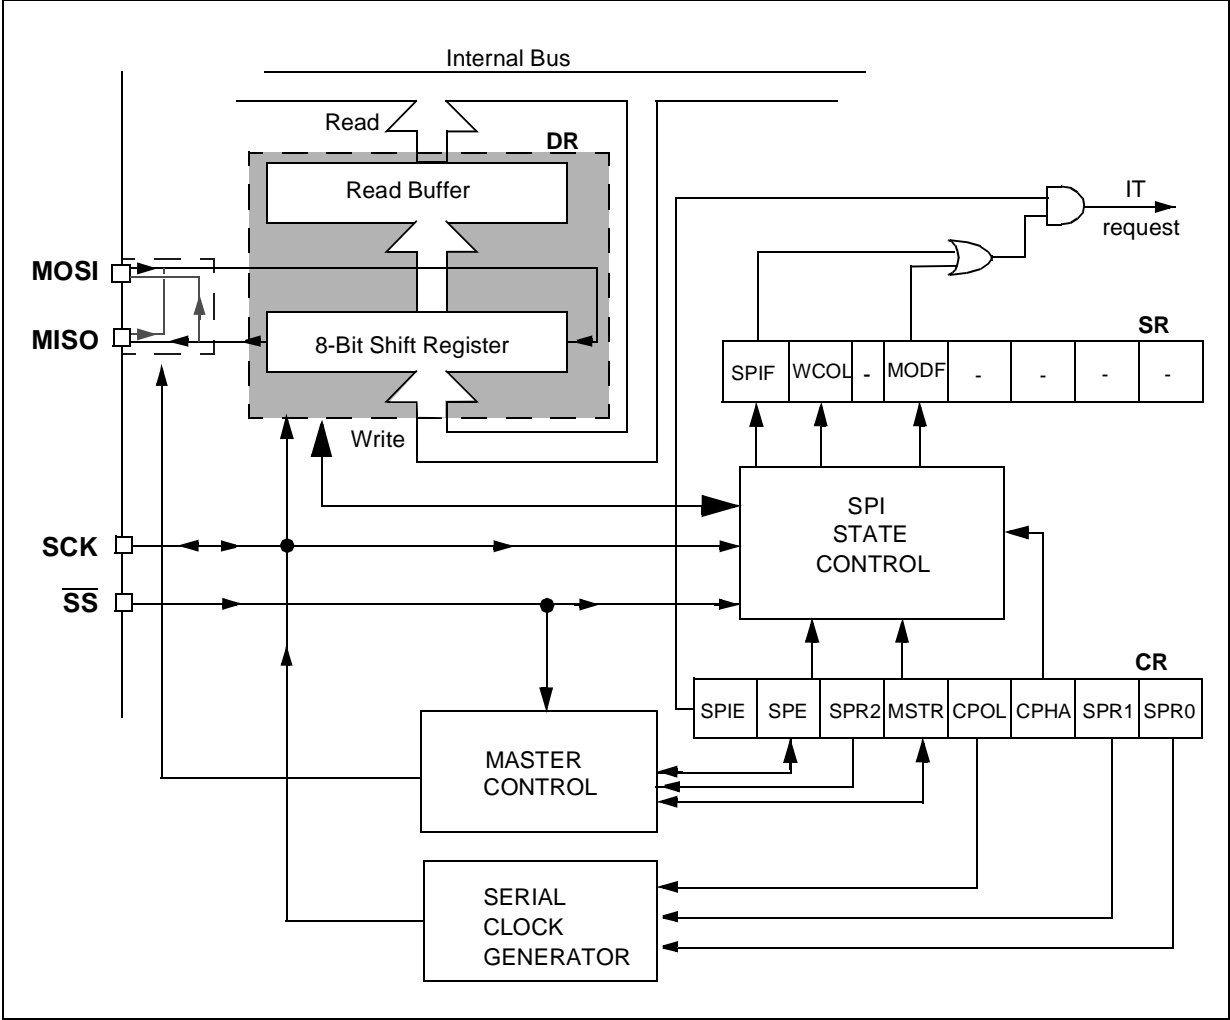 Internal Bus
Read
DR
Read Buffer
IT
request
MOSI
MISO
8-Bit Shift Register
SR
SPIF WCOL - MODF - - - -
Write
SPI
STATE
CONTROL
SCK
SS
CR
SPIE SPE SPR2 MSTR CPOL CPHA SPR1 SPR0
MASTER
CONTROL
SERIAL
CLOCK
GENERATOR